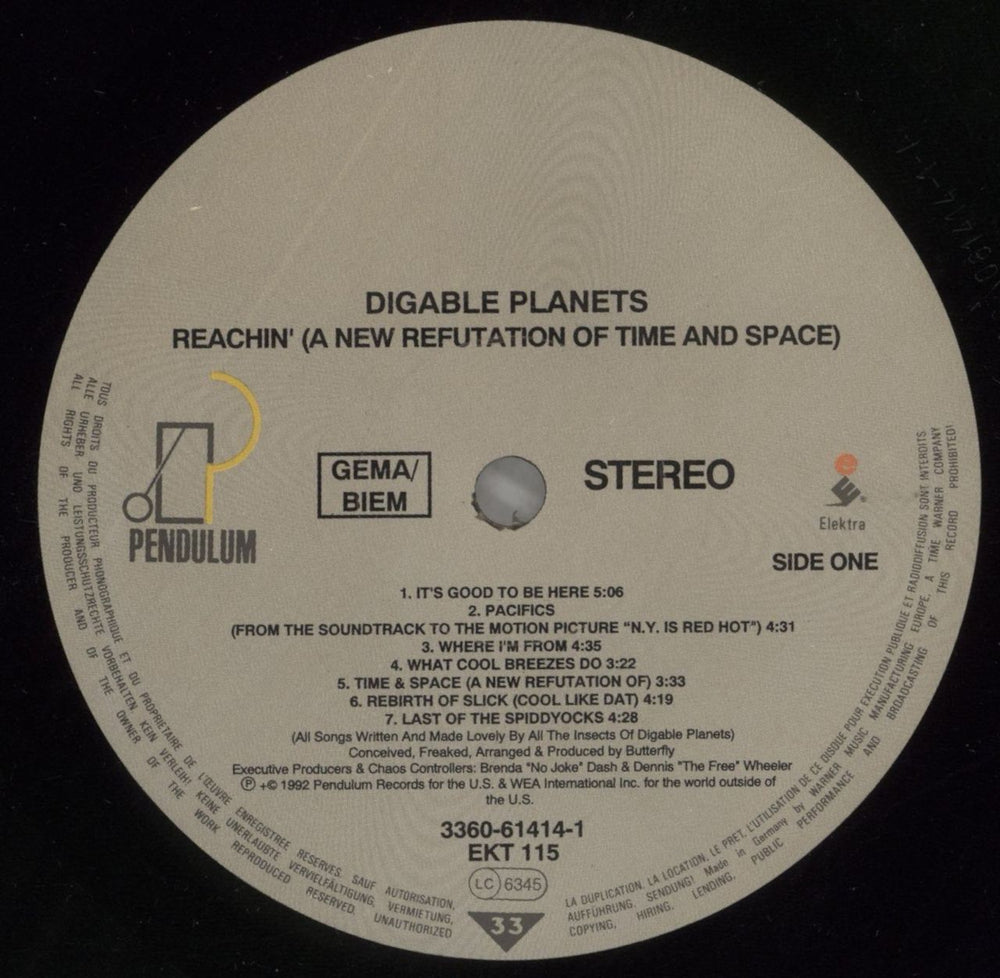 DIGABLE PLANETS
REACHIN' (A NEW REFUTATION OF TIME AND SPACE)
PENDULUM
GEMA/
BIEM
STEREO
Elektra
SIDE ONE
1. IT'S GOOD TO BE HERE 5:06
2. PACIFICS
(FROM THE SOUNDTRACK TO THE MOTION PICTURE "N.Y. IS RED HOT") 4:31
3. WHERE I'M FROM 4:35
4. WHAT COOL BREEZES DO 3:22
5. TIME & SPACE (A NEW REFUTATION OF) 3:33
6. REBIRTH OF SLICK (COOL LIKE DAT) 4:19
7. LAST OF THE SPIDDYOCKS 4:28
(All Songs Written And Made Lovely By All The Insects Of Digable Planets)
Conceived, Freaked, Arranged & Produced by Butterfly
Executive Producers & Chaos Controllers: Brenda "No Joke" Dash & Dennis "The Free" Wheeler
℗ +© 1992 Pendulum Records for the U.S. & WEA International Inc. for the world outside of
the U.S.
3360-61414-1
EKT 115
LC 6345
33
TOUS DROITS DU PRODUCTEUR PHONOGRAPHIQUE ET DU PROPRIETAIRE DE L'ŒUVRE ENREGISTREE RESERVES. SAUF AUTORISATION,
LA DUPLICATION, LA LOCATION, LE PRET, L'UTILISATION DE CE DISQUE POUR EXECUTION PUBLIQUE ET RADIODIFFUSION SONT INTERDITS
ALLE URHEBER- UND LEISTUNGSSCHUTZRECHTE VORBEHALTEN. KEIN VERLEIH! KEINE UNERLAUBTE VERVIELFÄLTIGUNG, VERMIETUNG,
AUFFÜHRUNG, SENDUNG! Made in Germany by WARNER MUSIC MANUFACTURING EUROPE, A TIME WARNER COMPANY
ALL RIGHTS OF THE PRODUCER AND OF THE OWNER OF THE WORK REPRODUCED RESERVED. UNAUTHORIZED
COPYING, HIRING, LENDING, PUBLIC PERFORMANCE AND BROADCASTING OF THIS RECORD PROHIBITED!